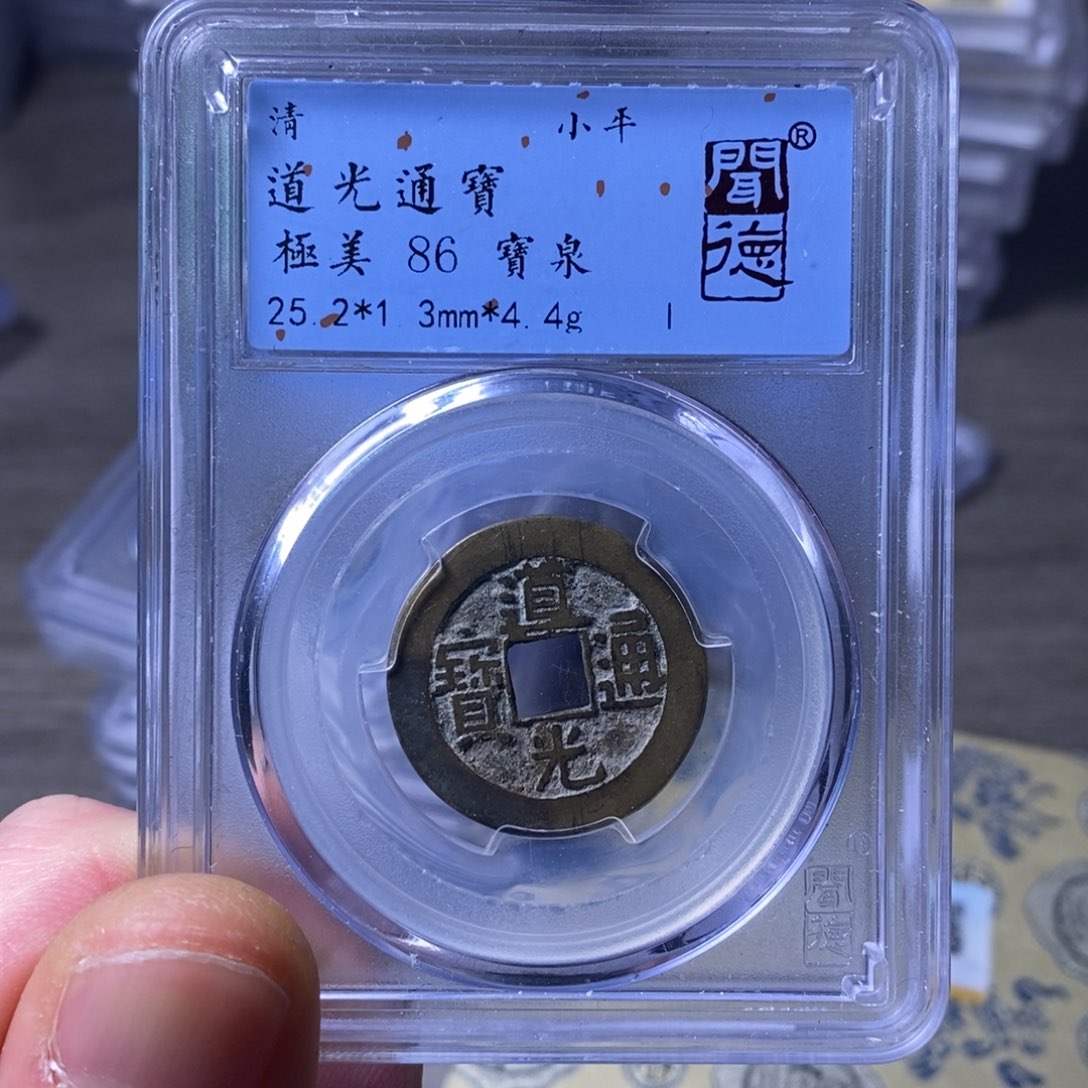 清 小平
道光通寶
極美 86 寶泉
25.2*1.3mm*4.4g
聞德®
道光通寶
聞德